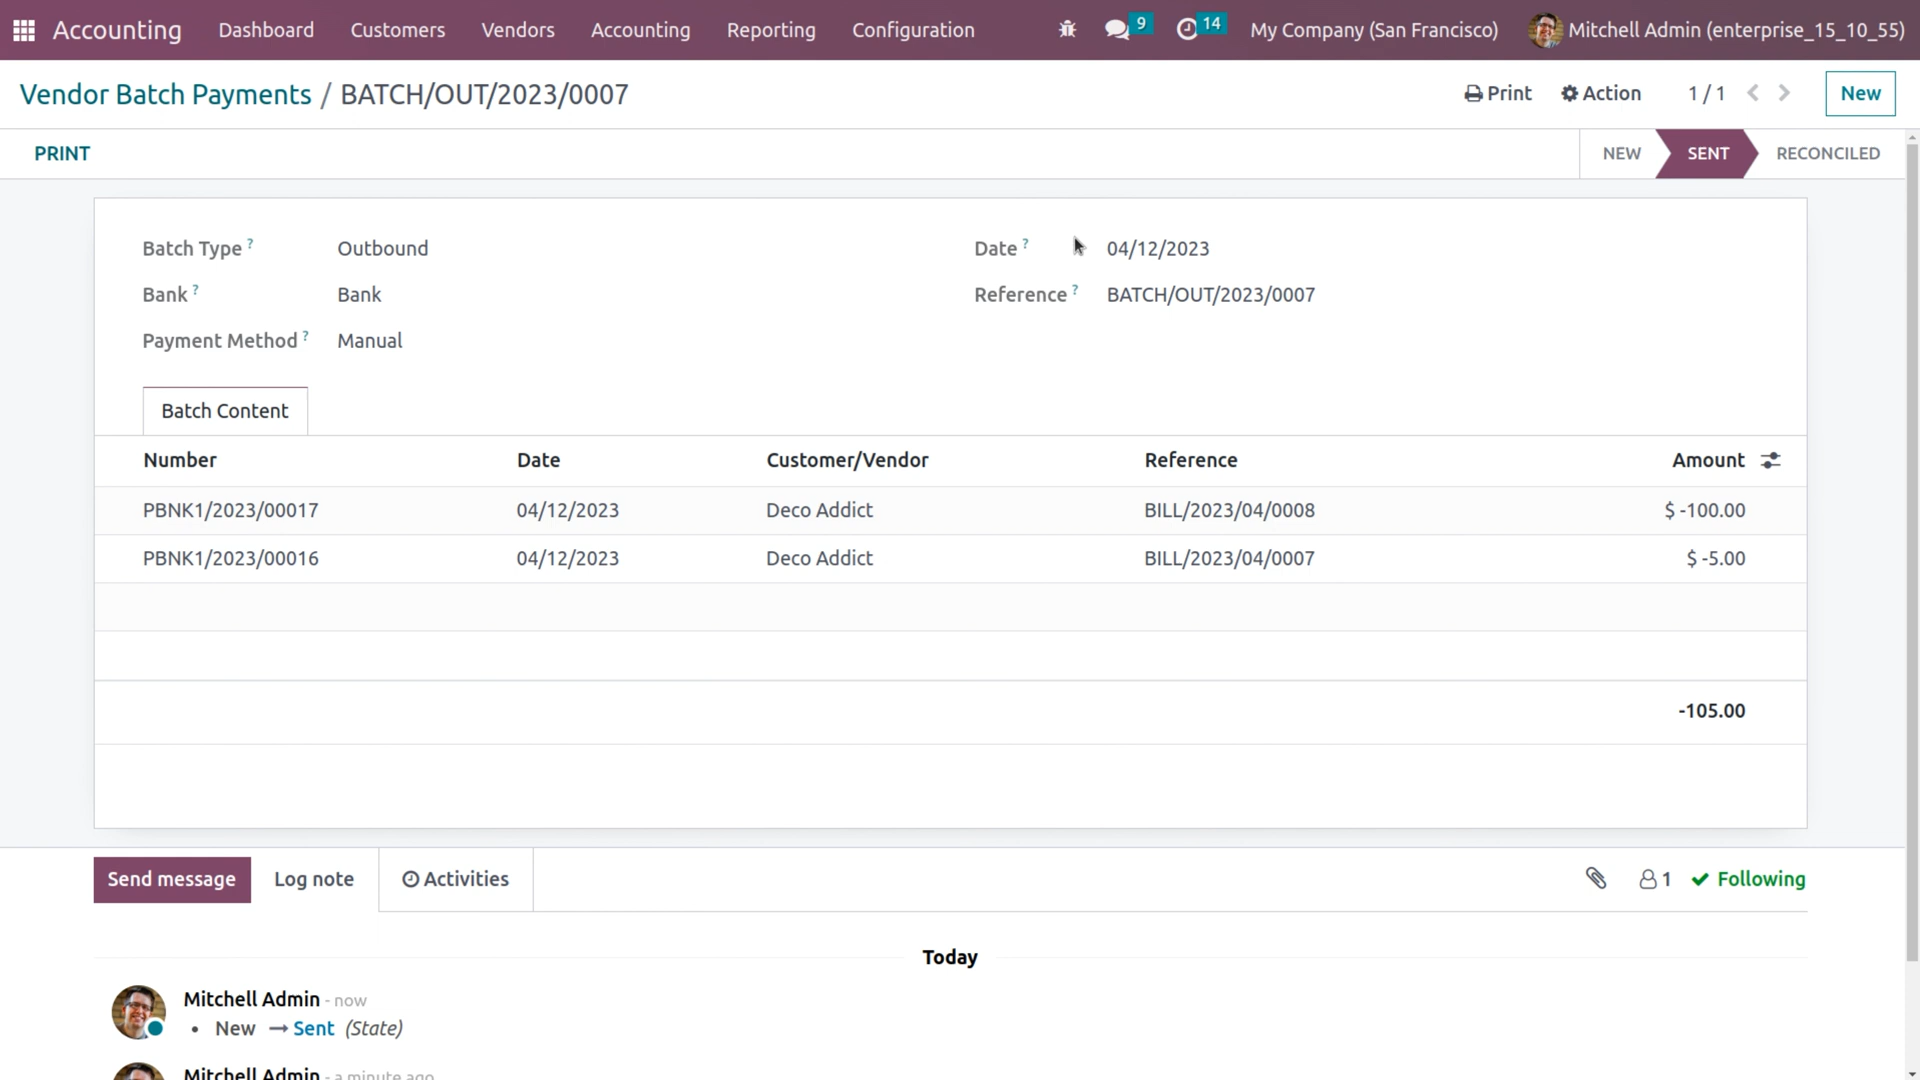 Accounting Dashboard Customers Vendors Accounting Reporting Configuration 9 14 My Company (San Francisco) Mitchell Admin (enterprise_15_10_55)
Vendor Batch Payments / BATCH/OUT/2023/0007 Print Action 1 / 1 New
PRINT NEW SENT RECONCILED
Batch Type ? Outbound Date ? 04/12/2023
Bank ? Bank Reference ? BATCH/OUT/2023/0007
Payment Method ? Manual
Batch Content
Number Date Customer/Vendor Reference Amount
PBNK1/2023/00017 04/12/2023 Deco Addict BILL/2023/04/0008 $ -100.00
PBNK1/2023/00016 04/12/2023 Deco Addict BILL/2023/04/0007 $ -5.00
-105.00
Send message Log note Activities 1 Following
Today
Mitchell Admin - now
• New → Sent (State)
Mitchell Admin - a minute ago